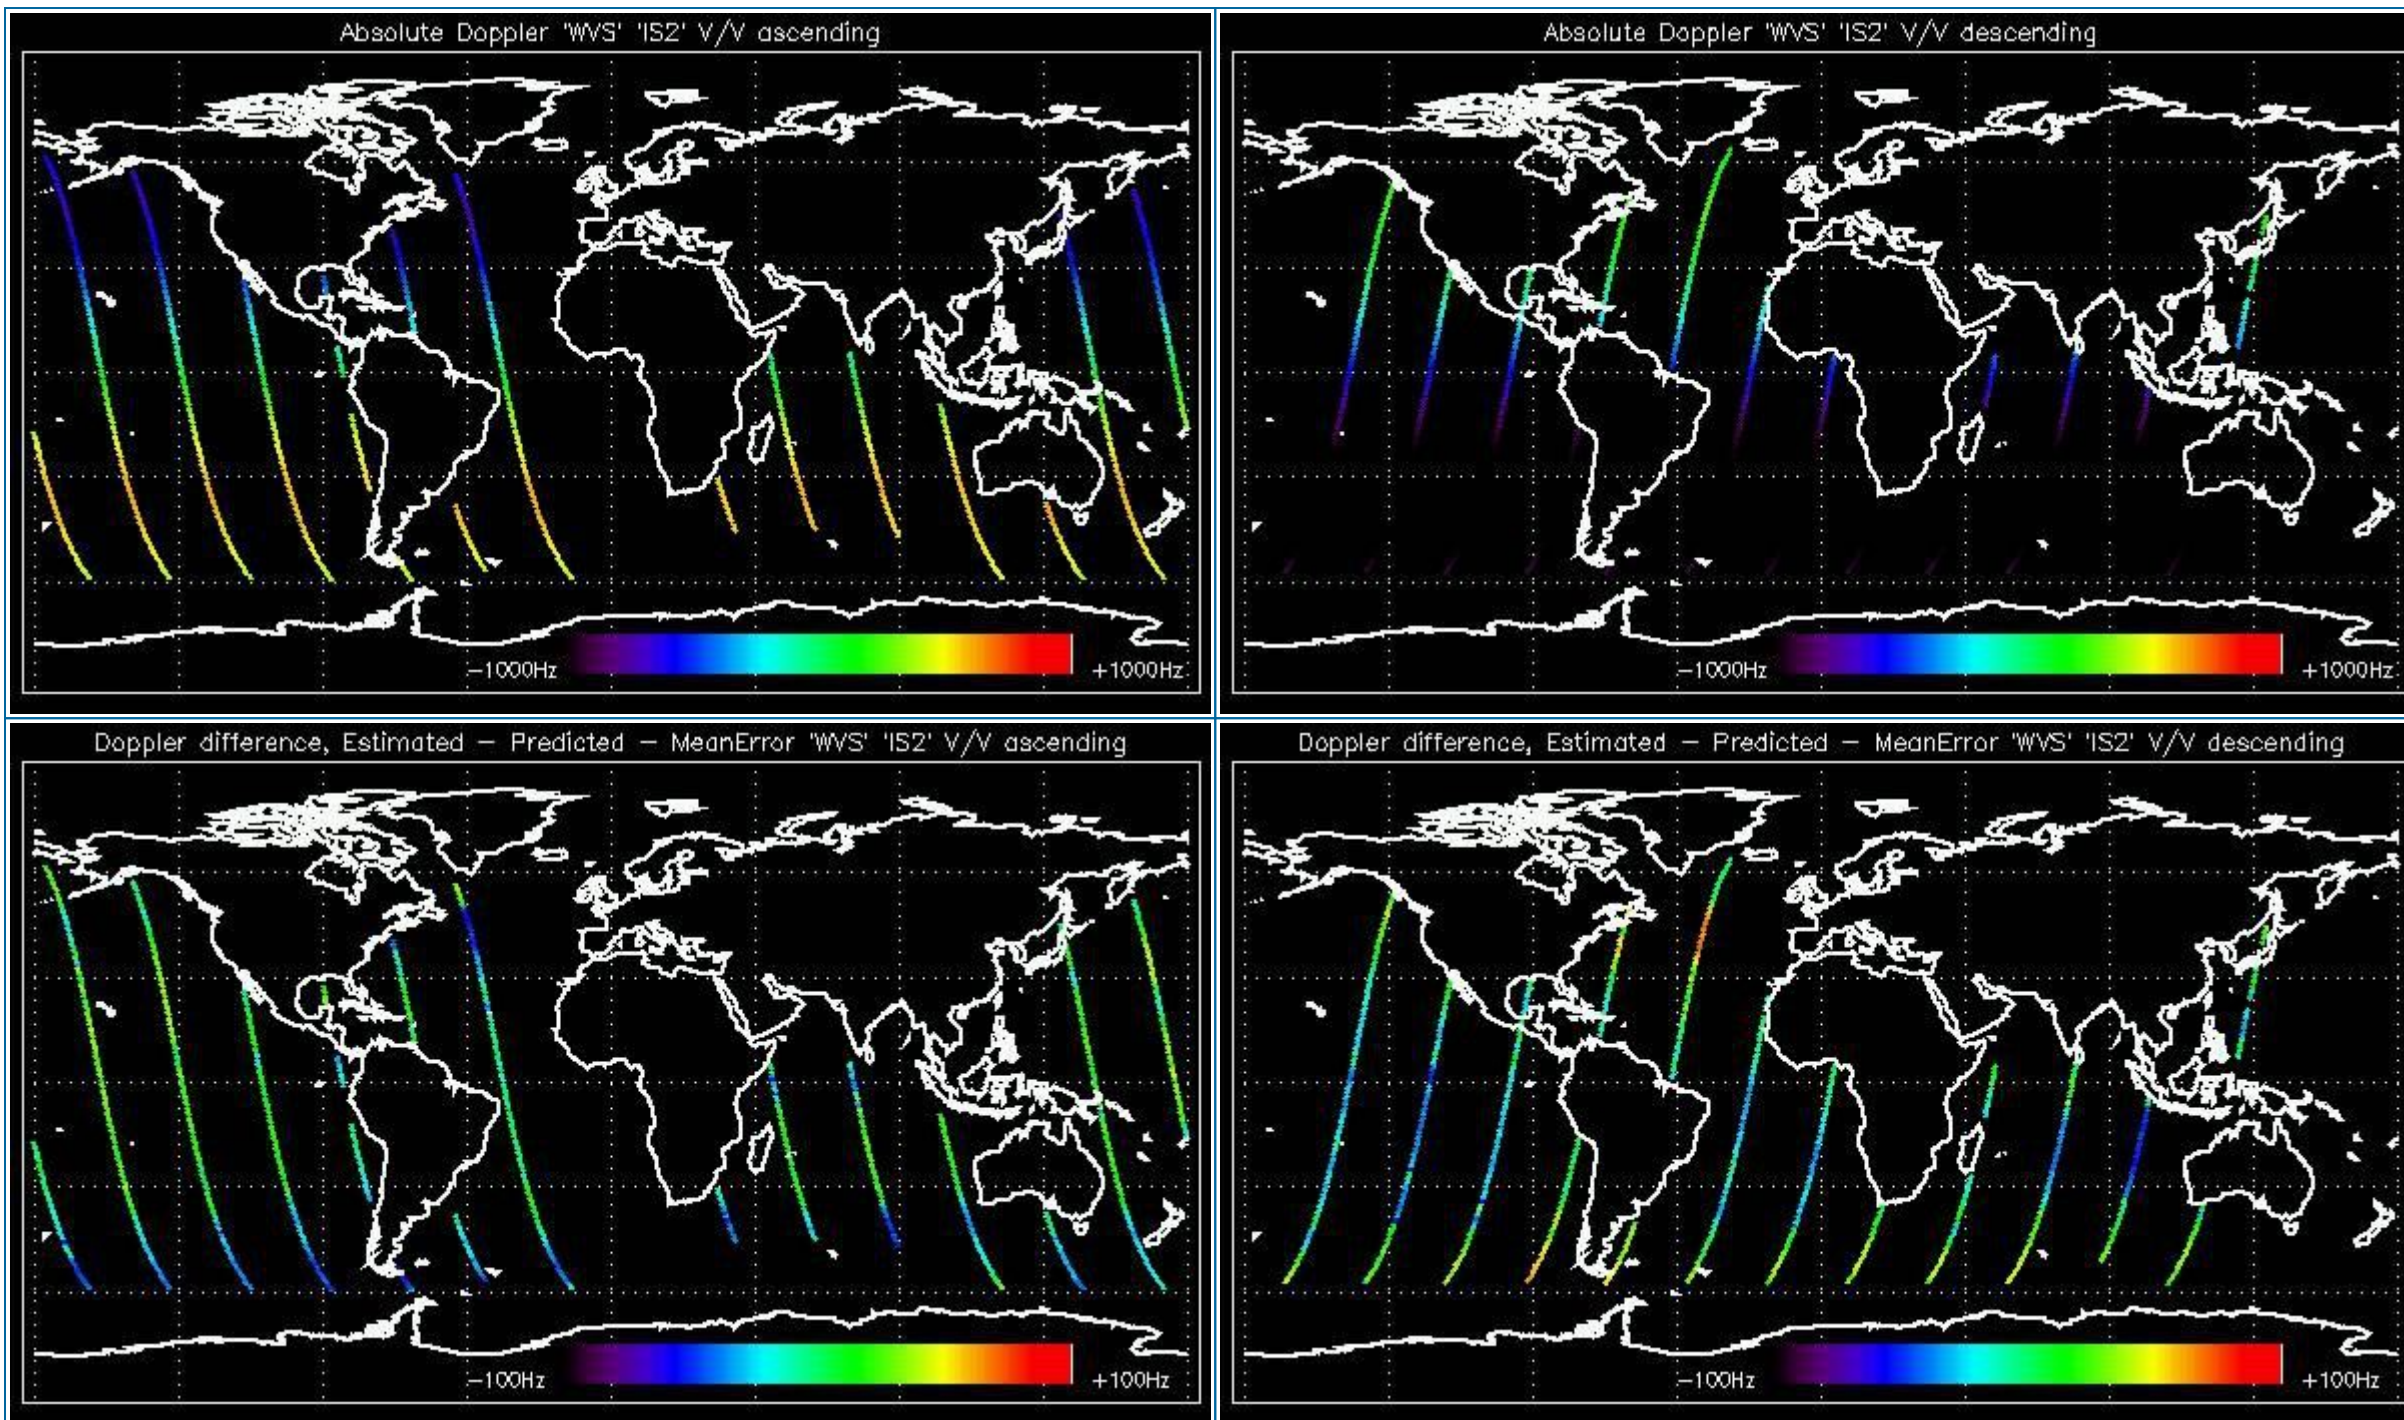 Absolute Doppler 'WVS' 'IS2' V/V ascending
-1000Hz
+1000Hz
Absolute Doppler 'WVS' 'IS2' V/V descending
-1000Hz
+1000Hz
Doppler difference, Estimated - Predicted - MeanError 'WVS' 'IS2' V/V ascending
-100Hz
+100Hz
Doppler difference, Estimated - Predicted - MeanError 'WVS' 'IS2' V/V descending
-100Hz
+100Hz